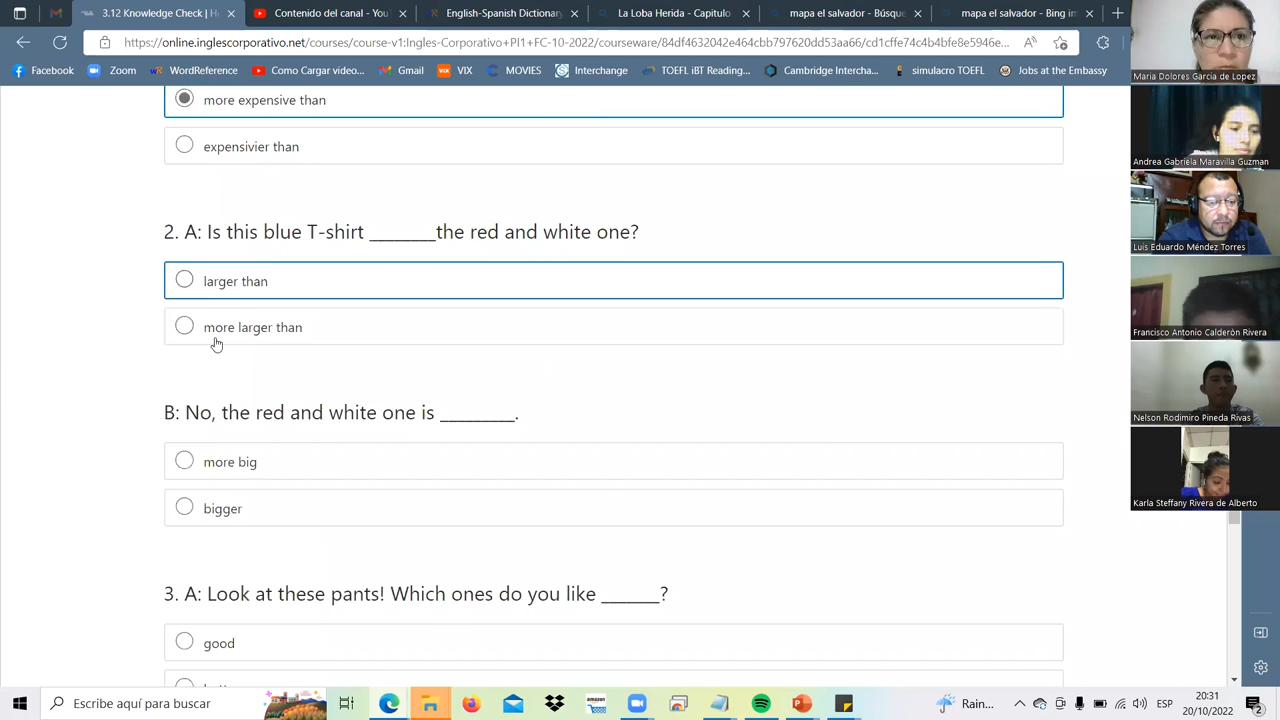 3.12 Knowledge Check | H
Contenido del canal - You
English-Spanish Dictionary
La Loba Herida - Capitulo
mapa el salvador - Búsque
mapa el salvador - Bing im
https://online.inglescorporativo.net/courses/course-v1:Ingles-Corporativo+PI1+FC-10-2022/courseware/84df4632042e464cbb797620dd53aa66/cd1cffe74c4b4bfe8e5946e...
Facebook
Zoom
WordReference
Como Cargar video...
Gmail
VIX
MOVIES
Interchange
TOEFL iBT Reading...
Cambridge Intercha...
simulacro TOEFL
Jobs at the Embassy
Maria Dolores Garcia de Lopez
more expensive than
expensivier than
Andrea Gabriela Maravilla Guzman
2. A: Is this blue T-shirt ________the red and white one?
Luis Eduardo Méndez Torres
larger than
more larger than
Francisco Antonio Calderón Rivera
B: No, the red and white one is ________.
Nelson Rodimiro Pineda Rivas
more big
bigger
Karla Steffany Rivera de Alberto
3. A: Look at these pants! Which ones do you like ______?
good
Escribe aquí para buscar
Raine...
ESP
20:31
20/10/2022
2